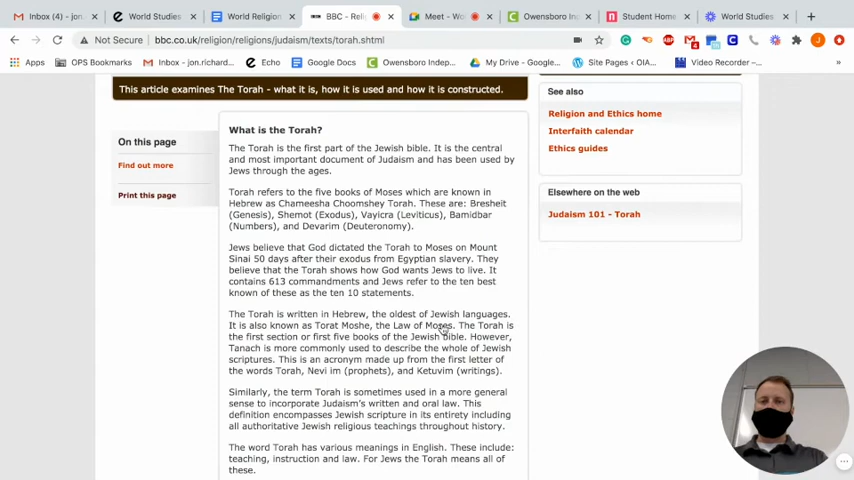 Inbox (4) - jon
World Studies
World Religion
BBC - Reli
Meet - Wo
Owensboro Ind
Student Home
World Studies
Not Secure
bbc.co.uk/religion/religions/judaism/texts/torah.shtml
Apps
OPS Bookmarks
Inbox - jon.richard...
Echo
Google Docs
Owensboro Indep...
My Drive - Google...
Site Pages - OIA...
Video Recorder -...
This article examines The Torah - what it is, how it is used and how it is constructed.
On this page
Find out more
Print this page
What is the Torah?
The Torah is the first part of the Jewish bible. It is the central
and most important document of Judaism and has been used by
Jews through the ages.
Torah refers to the five books of Moses which are known in
Hebrew as Chameesha Choomshey Torah. These are: Bresheit
(Genesis), Shemot (Exodus), Vayicra (Leviticus), Bamidbar
(Numbers), and Devarim (Deuteronomy).
Jews believe that God dictated the Torah to Moses on Mount
Sinai 50 days after their exodus from Egyptian slavery. They
believe that the Torah shows how God wants Jews to live. It
contains 613 commandments and Jews refer to the ten best
known of these as the ten 10 statements.
The Torah is written in Hebrew, the oldest of Jewish languages.
It is also known as Torat Moshe, the Law of Moses. The Torah is
the first section or first five books of the Jewish bible. However,
Tanach is more commonly used to describe the whole of Jewish
scriptures. This is an acronym made up from the first letter of
the words Torah, Nevi im (prophets), and Ketuvim (writings).
Similarly, the term Torah is sometimes used in a more general
sense to incorporate Judaism's written and oral law. This
definition encompasses Jewish scripture in its entirety including
all authoritative Jewish religious teachings throughout history.
The word Torah has various meanings in English. These include:
teaching, instruction and law. For Jews the Torah means all of
these.
See also
Religion and Ethics home
Interfaith calendar
Ethics guides
Elsewhere on the web
Judaism 101 - Torah